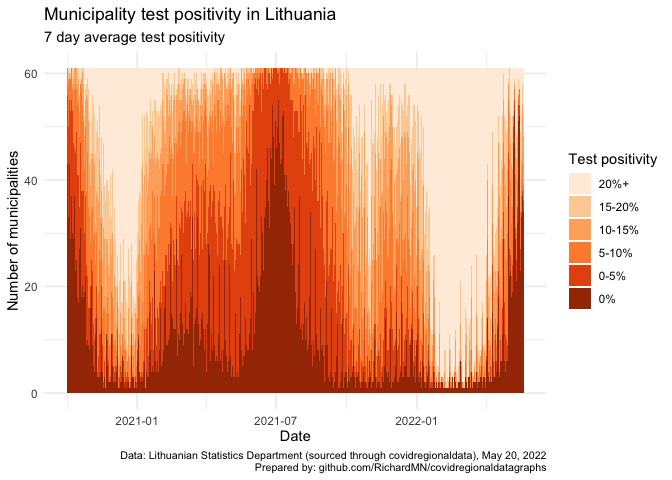 Municipality test positivity in Lithuania
7 day average test positivity
Number of municipalities
60
40
20
0
2021-01
2021-07
2022-01
Date
Test positivity
20%+
15-20%
10-15%
5-10%
0-5%
0%
Data: Lithuanian Statistics Department (sourced through covidregionaldata), May 20, 2022
Prepared by: github.com/RichardMN/covidregionaldatagraphs